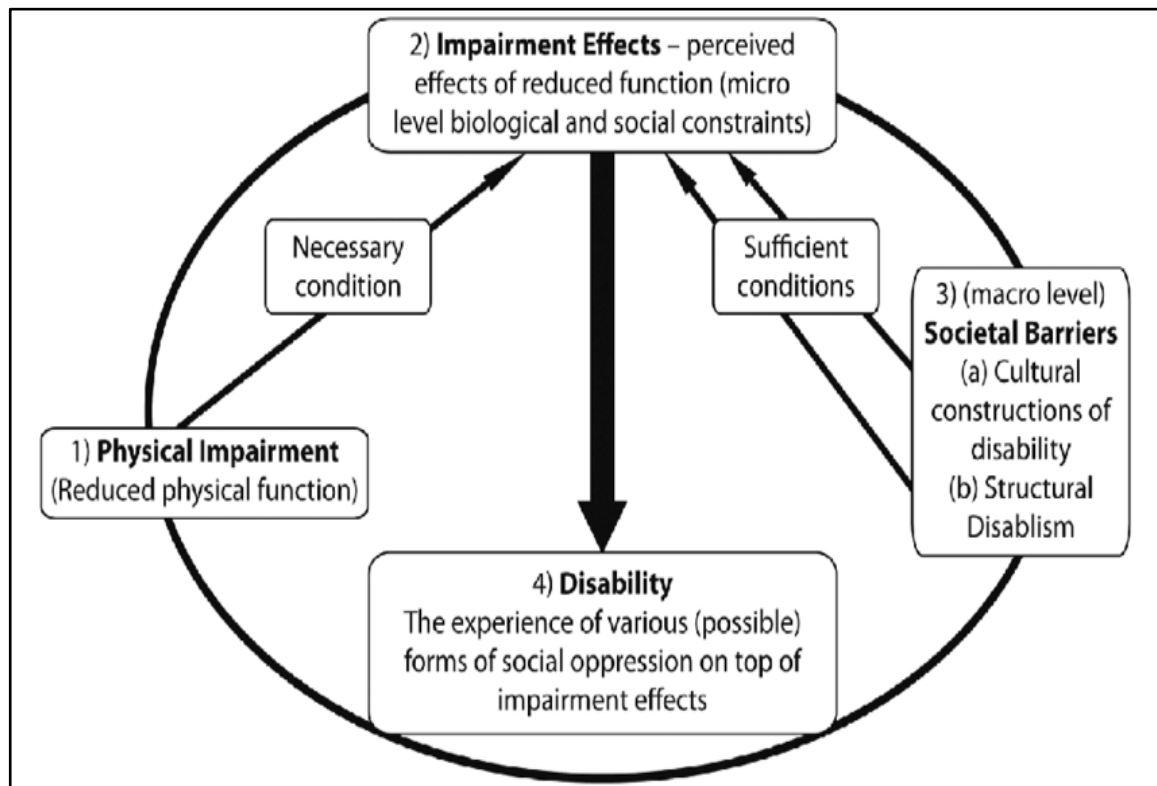 2) Impairment Effects – perceived
effects of reduced function (micro
level biological and social constraints)
Necessary
condition
Sufficient
conditions
1) Physical Impairment
(Reduced physical function)
3) (macro level)
Societal Barriers
(a) Cultural
constructions of
disability
(b) Structural
Disablism
4) Disability
The experience of various (possible)
forms of social oppression on top of
impairment effects